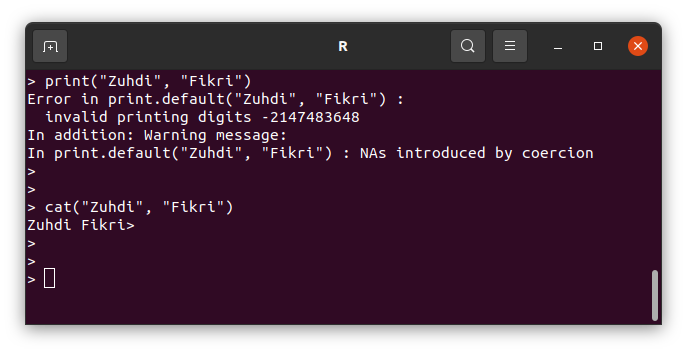 R
> print("Zuhdi", "Fikri")
Error in print.default("Zuhdi", "Fikri") :
  invalid printing digits -2147483648
In addition: Warning message:
In print.default("Zuhdi", "Fikri") : NAs introduced by coercion
>
>
> cat("Zuhdi", "Fikri")
Zuhdi Fikri>
>
>
>